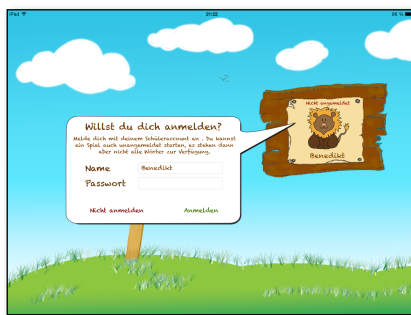 iPad
21:22
90 %
Nicht angemeldet
Benedikt
Willst du dich anmelden?
Melde dich mit deinem Schüleraccount an . Du kannst
ein Spiel auch unangemeldet starten, es stehen dann
aber nicht alle Wörter zur Verfügung.
Name Benedikt
Passwort
Nicht anmelden Anmelden